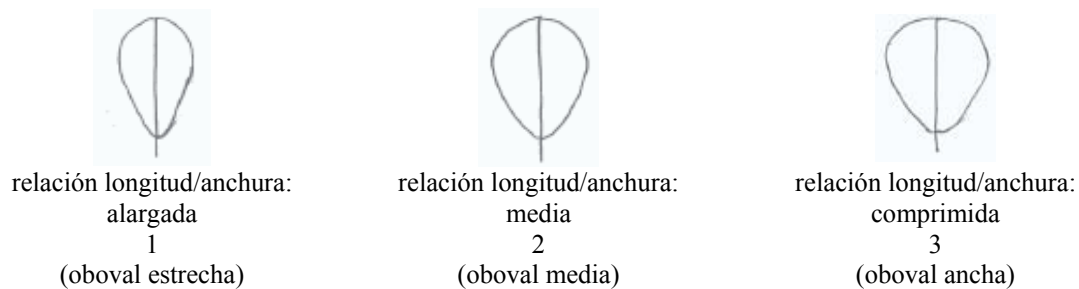 relación longitud/anchura:
alargada
1
(oboval estrecha)
relación longitud/anchura:
media
2
(oboval media)
relación longitud/anchura:
comprimida
3
(oboval ancha)